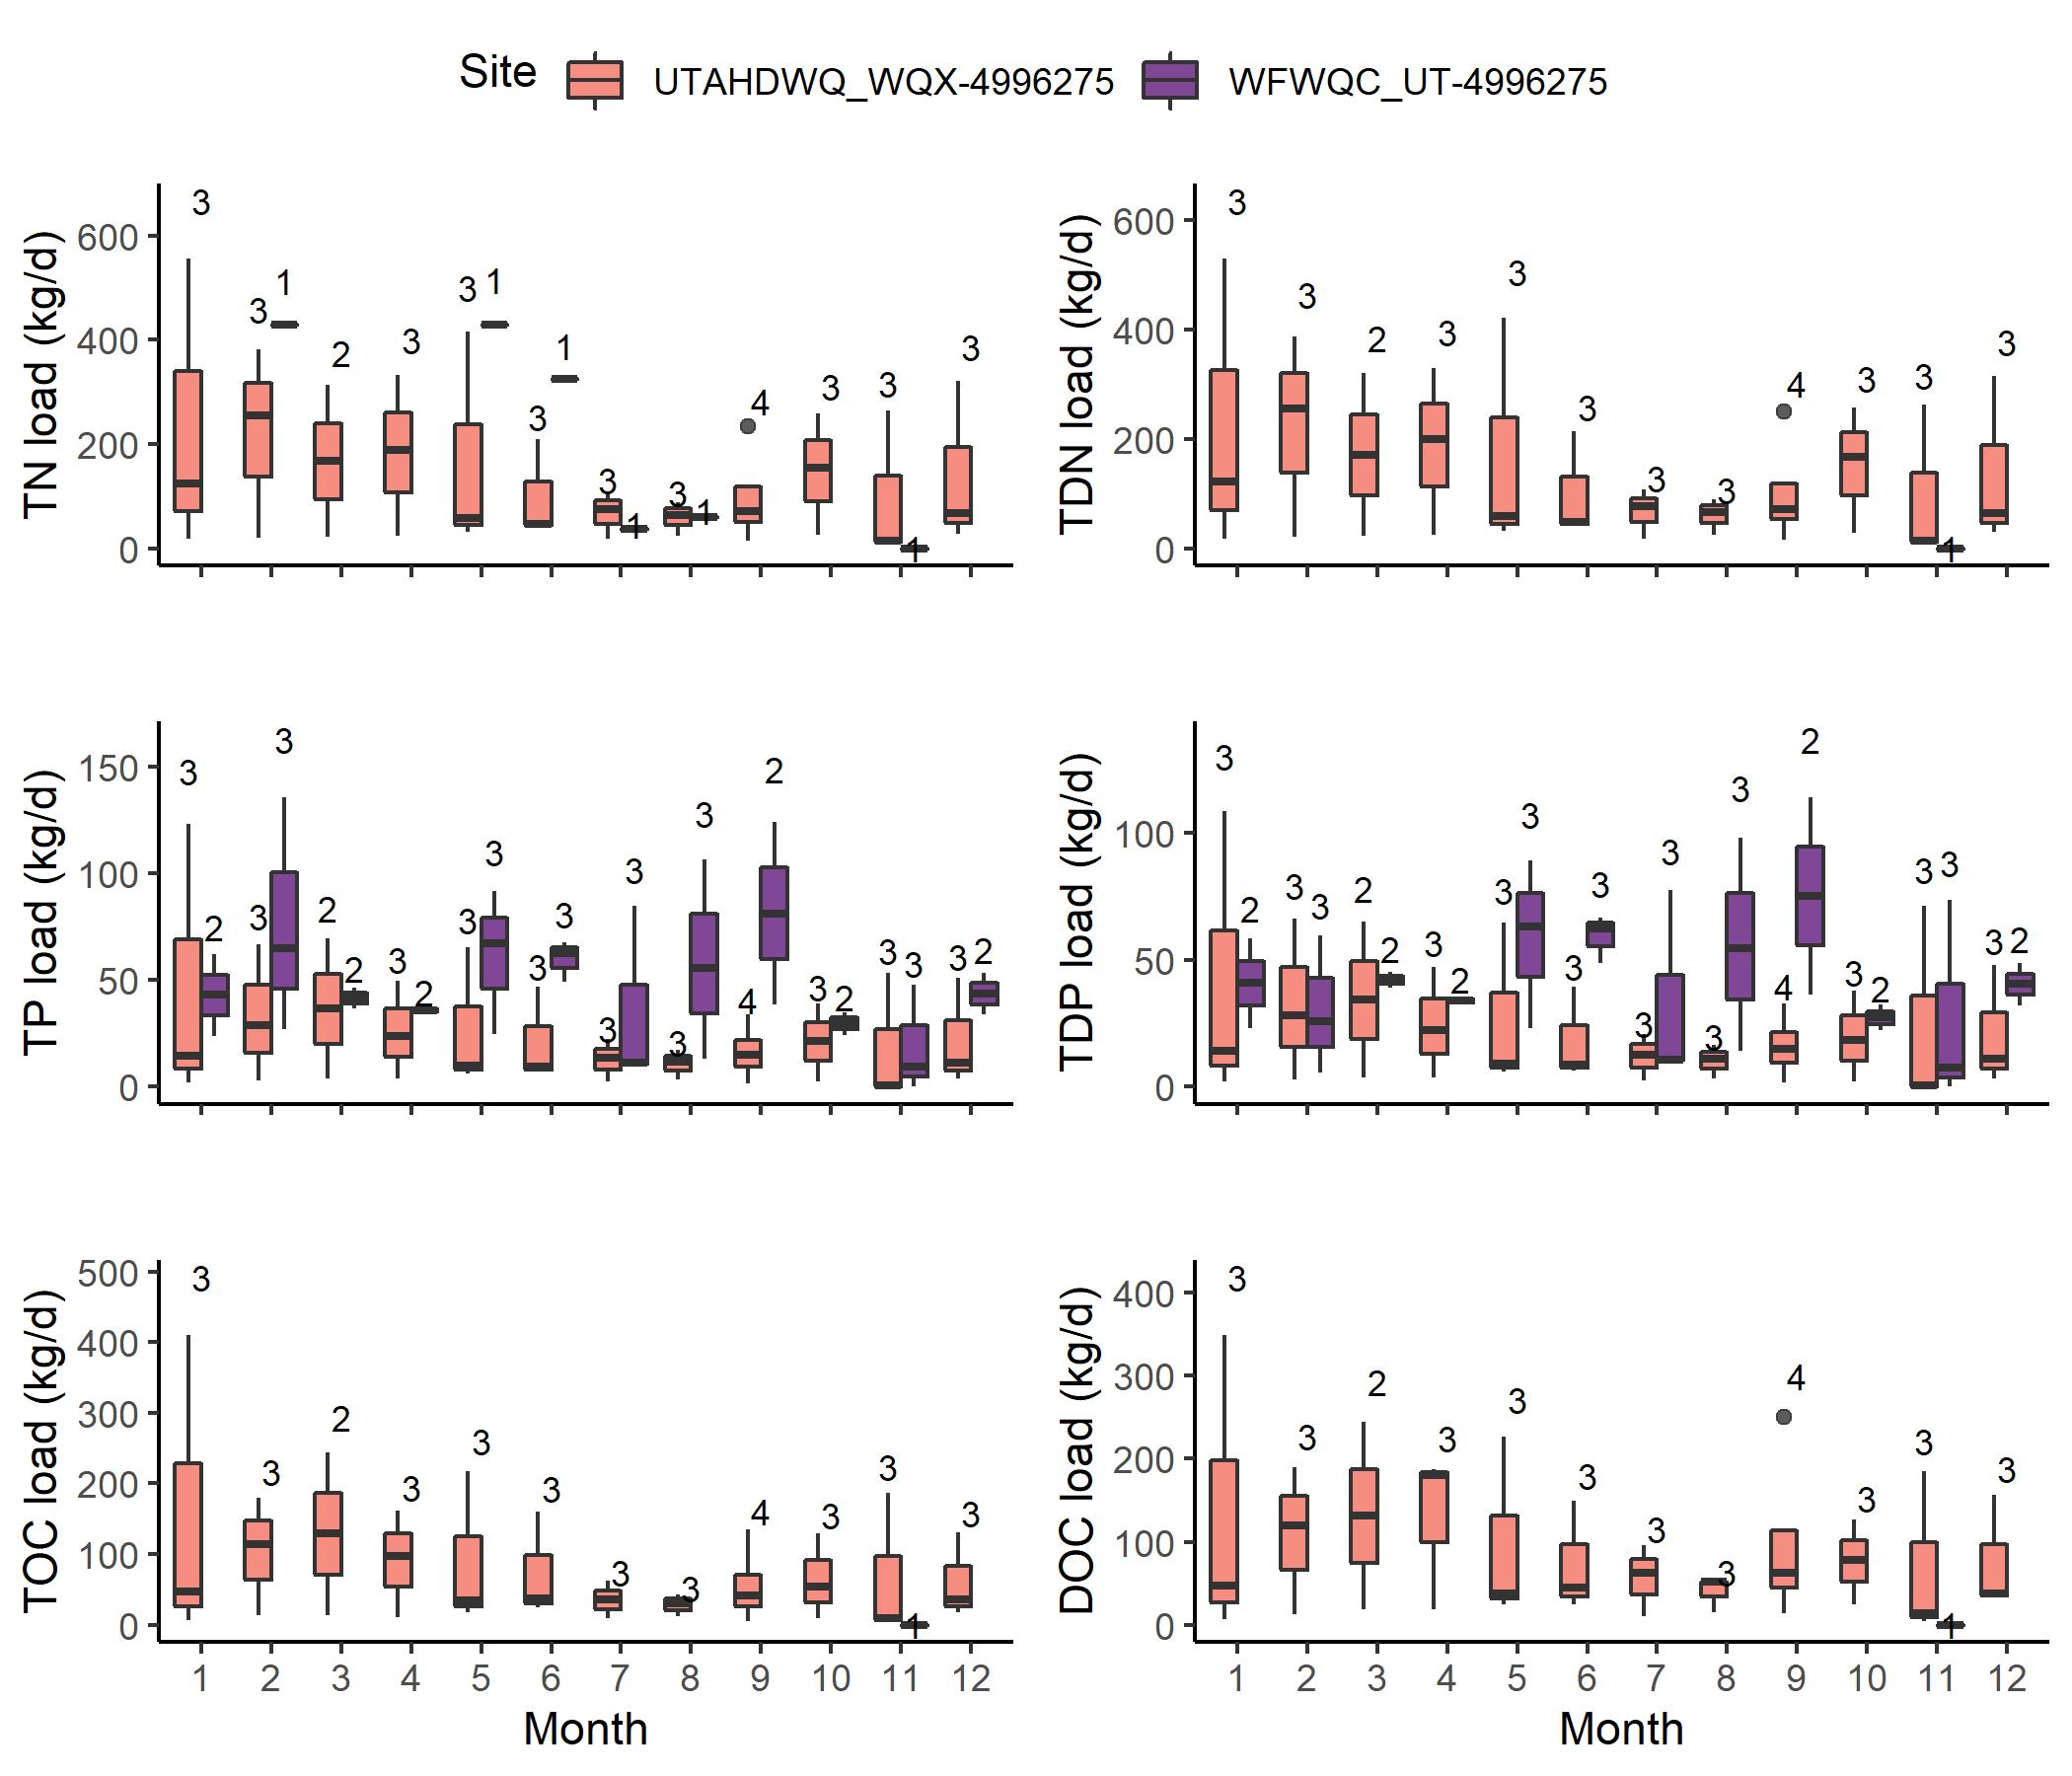 Site UTAHDWQ_WQX-4996275 WFWQC_UT-4996275
TN load (kg/d)
600
400
200
0
3 3 1 2 3 3 1 3 1 3 1 3 1 4 3 3 1 3
TDN load (kg/d)
600
400
200
0
3 3 2 3 3 3 3 3 4 3 3 1 3
TP load (kg/d)
150
100
50
0
3 2 3 3 2 2 3 2 3 3 3 3 3 3 3 3 4 2 3 2 3 3 3 2
TDP load (kg/d)
100
50
0
3 2 3 3 2 2 3 2 3 3 3 3 3 3 3 3 4 2 3 2 3 3 3 2
TOC load (kg/d)
500
400
300
200
100
0
3 3 2 3 3 3 3 3 4 3 3 1 3
1 2 3 4 5 6 7 8 9 10 11 12
Month
DOC load (kg/d)
400
300
200
100
0
3 3 2 3 3 3 3 3 4 3 3 1 3
1 2 3 4 5 6 7 8 9 10 11 12
Month